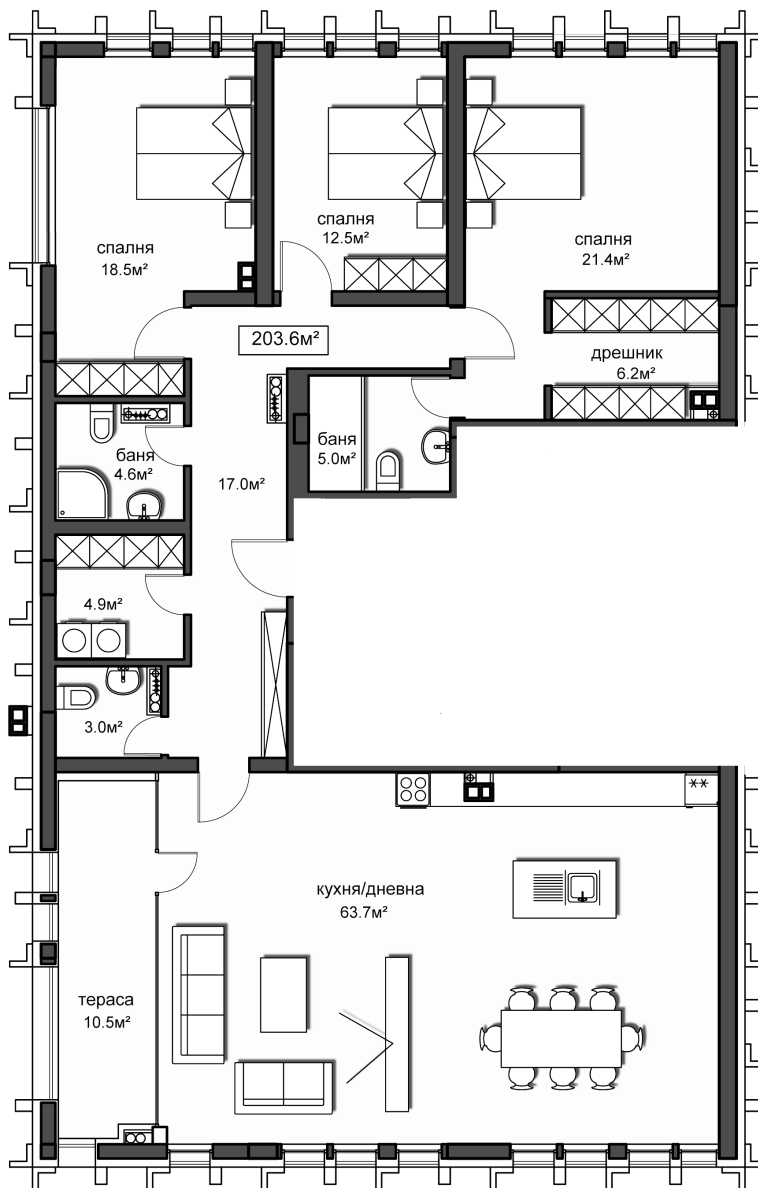 спалня
18.5м²
спалня
12.5м²
спалня
21.4м²
203.6м²
дрешник
6.2м²
баня
4.6м²
17.0м²
баня
5.0м²
4.9м²
3.0м²
кухня/дневна
63.7м²
**
тераса
10.5м²